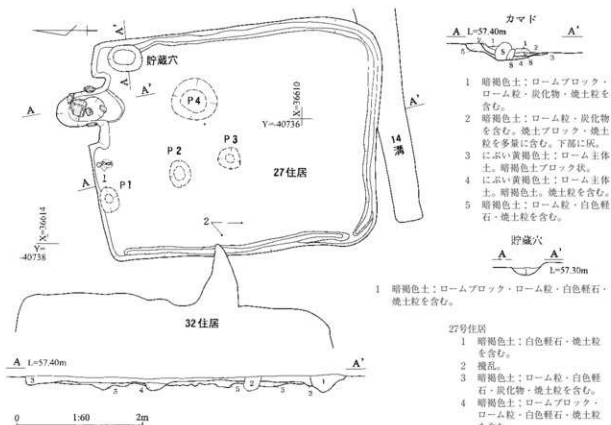 A'
貯蔵穴
A
A'
A
P4
X=36610
Y=-40736
A'
P3
14溝
P2
27住居
1
A
P1
X=36614
Y=
-40738
2
32住居
A L=57.40m
A'
3
5
4
5
2
5
3
1
0
1:60
2m
カマド
A L=57.40m
A'
1 暗褐色土：ロームブロック・
ローム粒・炭化物・焼土粒を
含む。
2 暗褐色土：ローム粒・炭化物
を含む。焼土ブロック・焼土
粒を多量に含む。下部に灰。
3 にぶい黄褐色土：ローム主体
土。暗褐色土ブロック状。
4 にぶい黄褐色土：ローム主体
土。暗褐色土。焼土粒を含む。
5 暗褐色土：ローム粒・白色軽
石・焼土粒を含む。
貯蔵穴
A
A'
1
L=57.30m
1 暗褐色土：ロームブロック・ローム粒・白色軽石・
焼土粒を含む。
27号住居
1 暗褐色土：白色軽石・焼土粒
を含む。
2 攪乱。
3 暗褐色土：ローム粒・白色軽
石・炭化物・焼土粒を含む。
4 暗褐色土：ロームブロック・
ローム粒・白色軽石・焼土粒